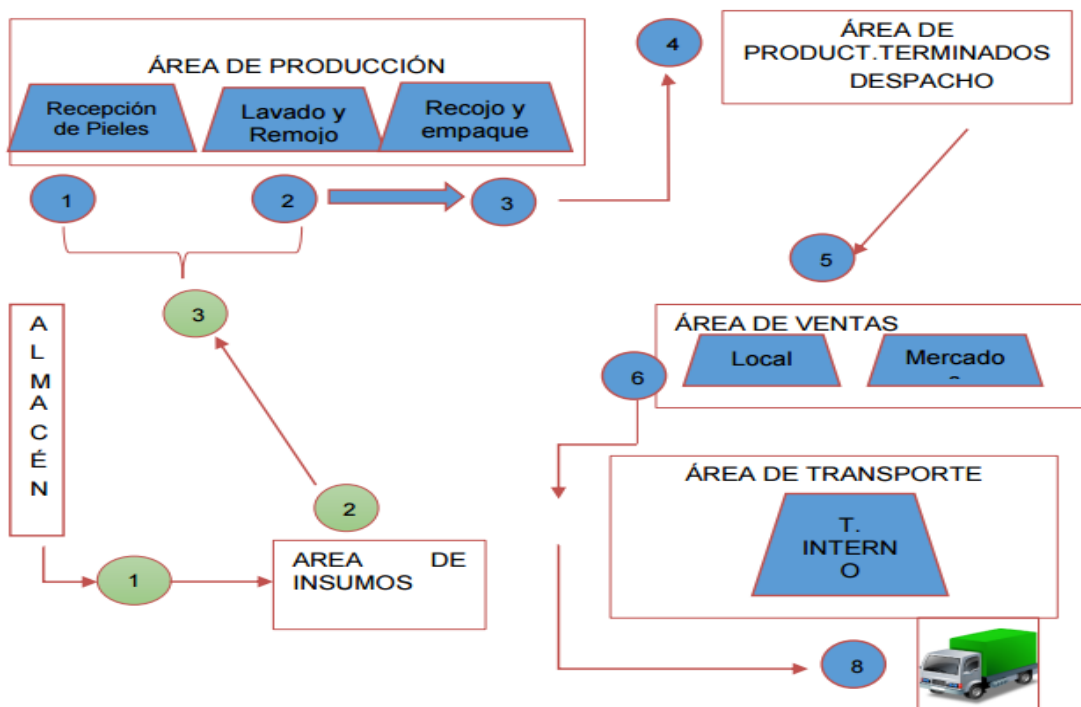 ÁREA DE PRODUCCIÓN
Recepción
de Pieles
Lavado y
Remojo
Recojo y
empaque
1
2
3
4
ÁREA DE
PRODUCT.TERMINADOS
DESPACHO
5
ÁREA DE VENTAS
Local
Mercado
6
ÁREA DE TRANSPORTE
T.
INTERN
O
8
3
A
L
M
A
C
É
N
2
1
AREA DE
INSUMOS